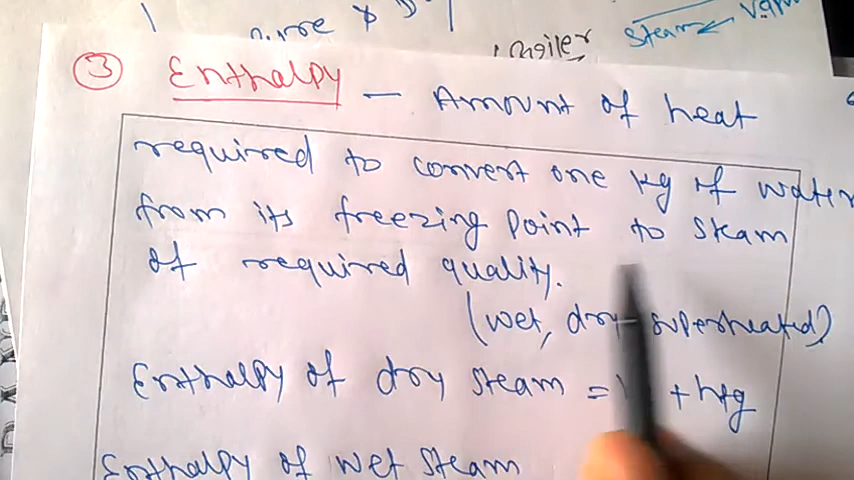 Steam
③ Enthalpy — Amount of heat
required to convert one kg of water
from its freezing point to steam
of required quality.
(wet, dry superheated)
Enthalpy of dry steam = + hfg
Enthalpy of wet steam